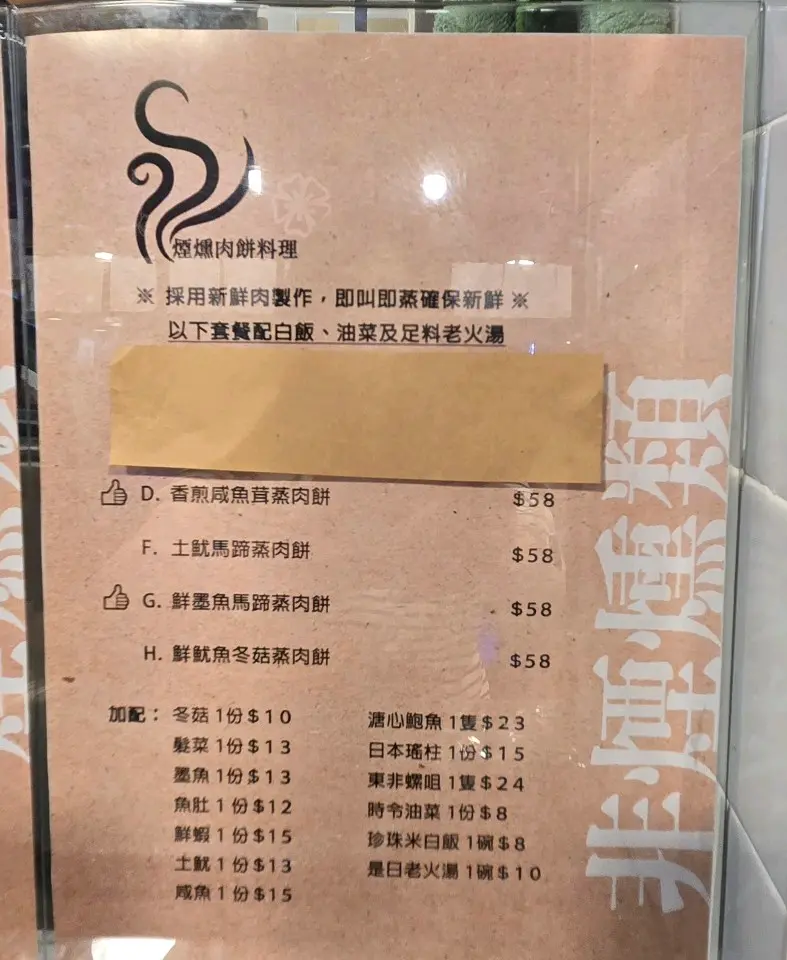 煙燻肉餅料理
※ 採用新鮮肉製作，即叫即蒸確保新鮮 ※
以下套餐配白飯、油菜及足料老火湯
D. 香煎咸魚茸蒸肉餅 $58
F. 土魷馬蹄蒸肉餅 $58
G. 鮮墨魚馬蹄蒸肉餅 $58
H. 鮮魷魚冬菇蒸肉餅 $58
加配： 冬菇 1份 $10
髮菜 1份 $13
墨魚 1份 $13
魚肚 1份 $12
鮮蝦 1份 $15
土魷 1份 $13
咸魚 1份 $15
溏心鮑魚 1隻 $23
日本瑤柱 1份 $15
東非螺咀 1隻 $24
時令油菜 1份 $8
珍珠米白飯 1碗 $8
是日老火湯 1碗 $10
非煙燻類